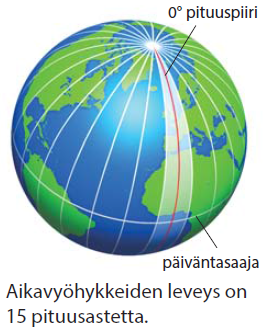 0° pituuspiiri
päiväntasaaja
Aikavyöhykkeiden leveys on
15 pituusastetta.